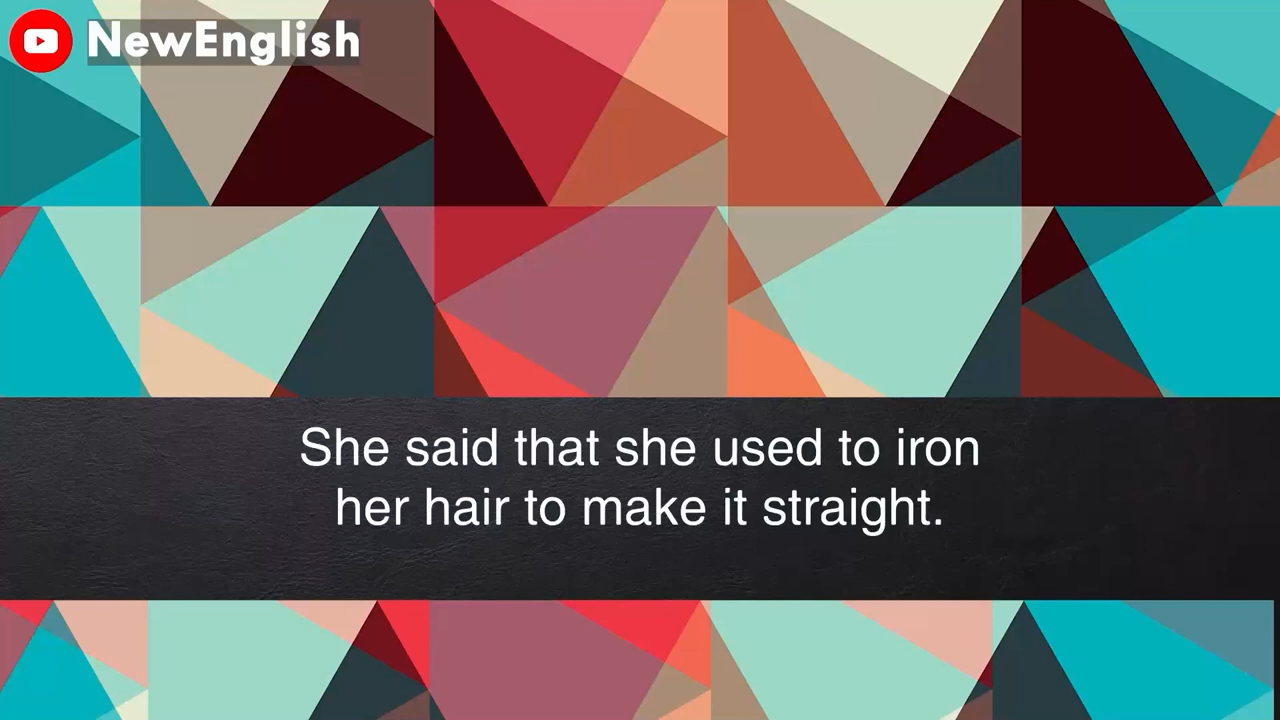 NewEnglish
She said that she used to iron
her hair to make it straight.